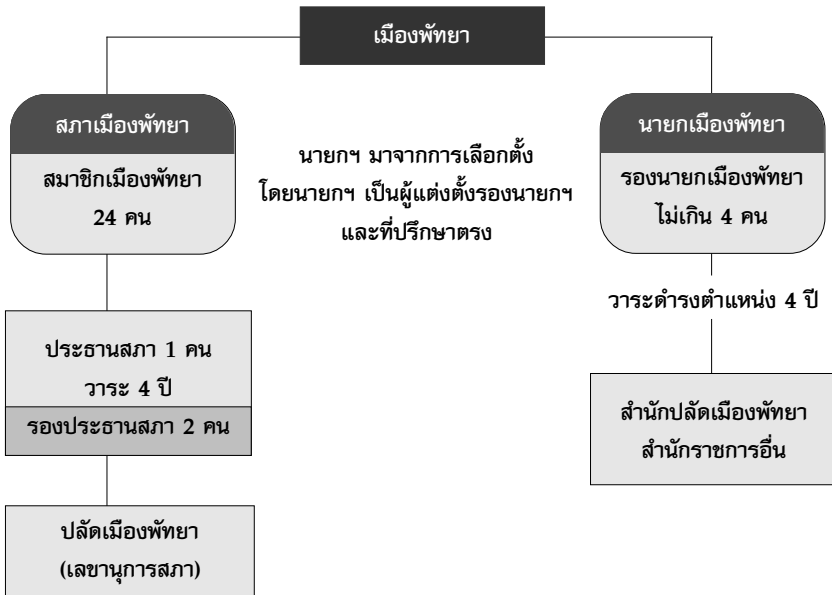 เมืองพัทยา
สภาเมืองพัทยา
สมาชิกเมืองพัทยา
24 คน
นายกฯ มาจากการเลือกตั้ง
โดยนายกฯ เป็นผู้แต่งตั้งรองนายกฯ
และที่ปรึกษาตรง
นายกเมืองพัทยา
รองนายกเมืองพัทยา
ไม่เกิน 4 คน
วาระดำรงตำแหน่ง 4 ปี
ประธานสภา 1 คน
วาระ 4 ปี
รองประธานสภา 2 คน
สำนักปลัดเมืองพัทยา
สำนักราชการอื่น
ปลัดเมืองพัทยา
(เลขานุการสภา)